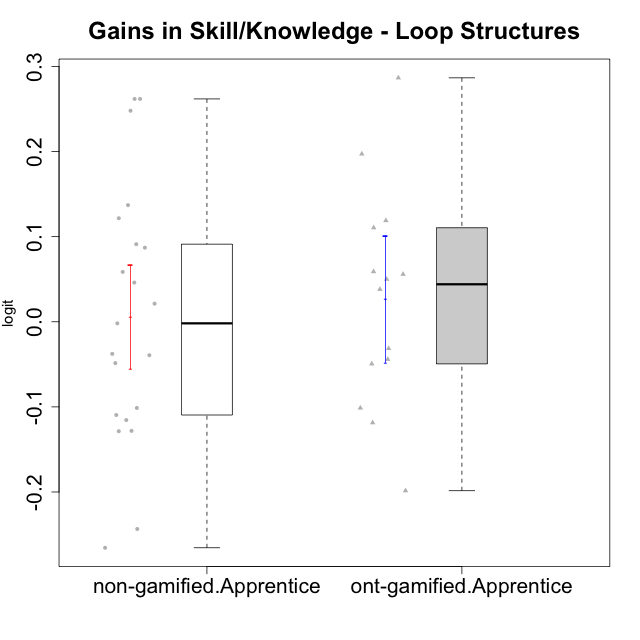 Gains in Skill/Knowledge - Loop Structures
0.3
0.2
0.1
0.0
-0.1
-0.2
logit
non-gamified.Apprentice ont-gamified.Apprentice